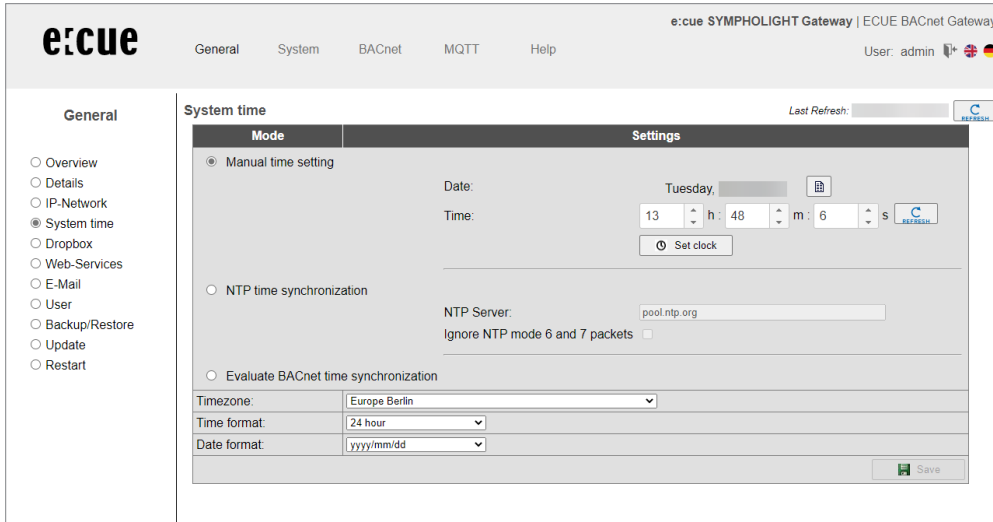 e:cue SYMPHOLIGHT Gateway | ECUE BACnet Gateway
e:cue
General System BACnet MQTT Help
User: admin
General
System time
Last Refresh:
REFRESH
Mode Settings
Overview
Details
IP-Network
System time
Dropbox
Web-Services
E-Mail
User
Backup/Restore
Update
Restart
Manual time setting
Date: Tuesday,
Time: 13 h: 48 m: 6 s REFRESH
Set clock
NTP time synchronization
NTP Server: pool.ntp.org
Ignore NTP mode 6 and 7 packets
Evaluate BACnet time synchronization
Timezone: Europe Berlin
Time format: 24 hour
Date format: yyyy/mm/dd
Save